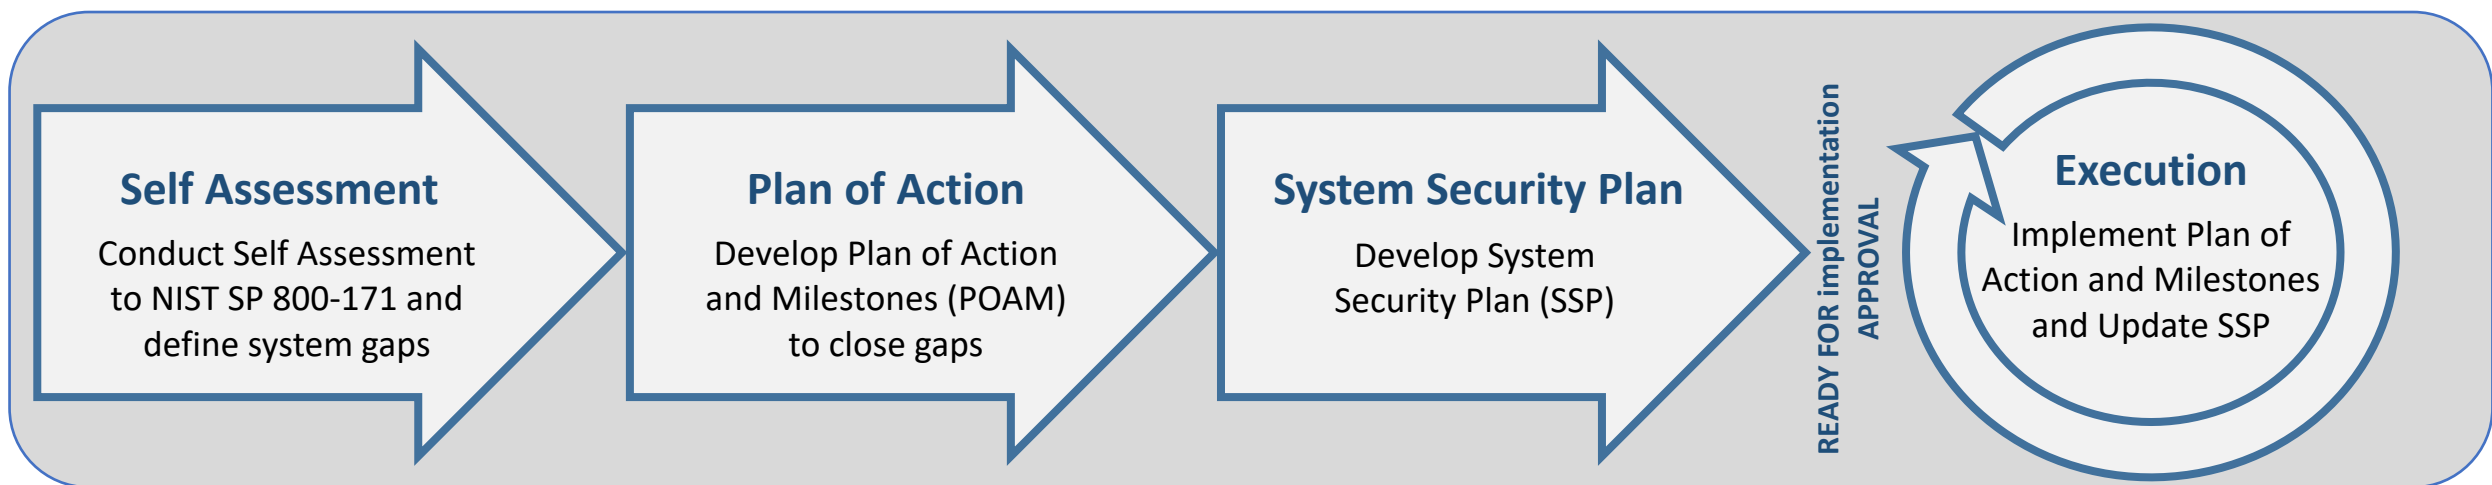 Self Assessment
Conduct Self Assessment
to NIST SP 800-171 and
define system gaps
Plan of Action
Develop Plan of Action
and Milestones (POAM)
to close gaps
System Security Plan
Develop System
Security Plan (SSP)
READY FOR implementation
APPROVAL
Execution
Implement Plan of
Action and Milestones
and Update SSP